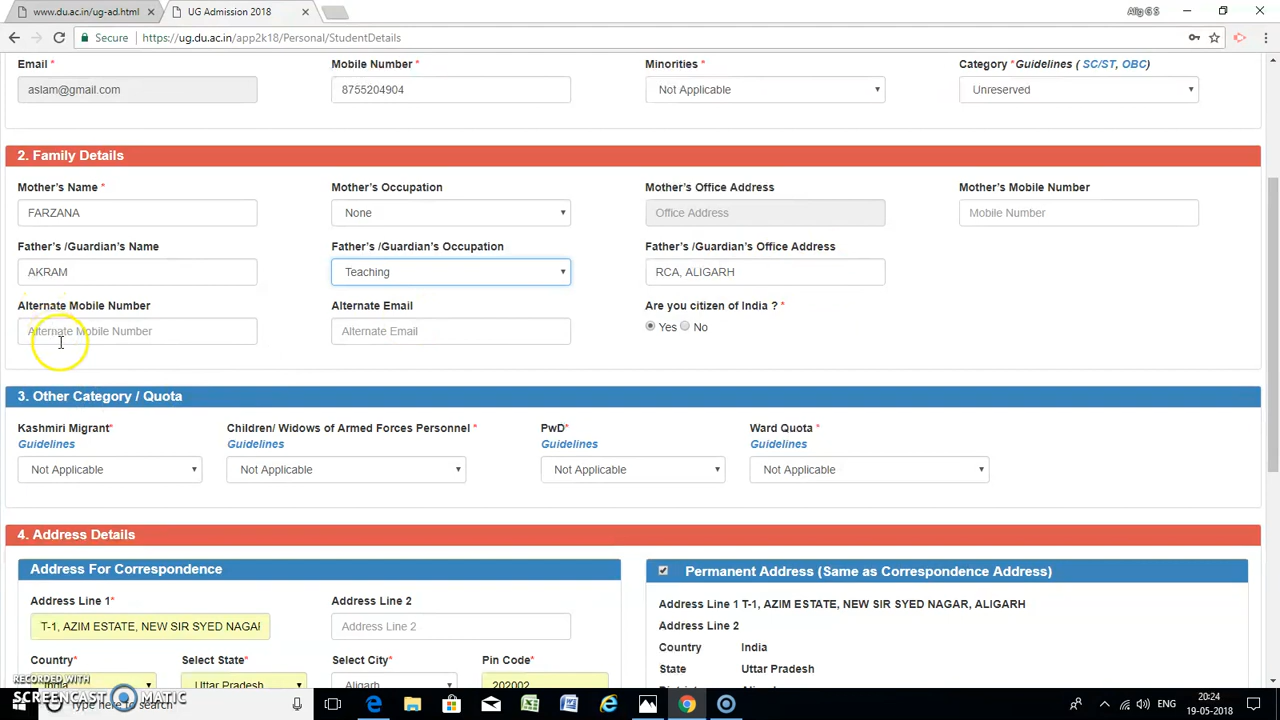 www.du.ac.in/ug-ad.html
UG Admission 2018
Alig G S
Secure
https://ug.du.ac.in/app2k18/Personal/StudentDetails
Email * Mobile Number * Minorities * Category *Guidelines ( SC/ST, OBC)
aslam@gmail.com 8755204904 Not Applicable Unreserved
2. Family Details
Mother's Name * Mother's Occupation Mother's Office Address Mother's Mobile Number
FARZANA None Office Address Mobile Number
Father's /Guardian's Name Father's /Guardian's Occupation Father's /Guardian's Office Address
AKRAM Teaching RCA, ALIGARH
Alternate Mobile Number Alternate Email Are you citizen of India ? *
Alternate Mobile Number Alternate Email Yes No
3. Other Category / Quota
Kashmiri Migrant* Children/ Widows of Armed Forces Personnel * PwD* Ward Quota *
Guidelines Guidelines Guidelines Guidelines
Not Applicable Not Applicable Not Applicable Not Applicable
4. Address Details
Address For Correspondence
Permanent Address (Same as Correspondence Address)
Address Line 1* Address Line 2
T-1, AZIM ESTATE, NEW SIR SYED NAGAR
Address Line 2
Address Line 1 T-1, AZIM ESTATE, NEW SIR SYED NAGAR, ALIGARH
Address Line 2
Country India
State Uttar Pradesh
Country* Select State* Select City* Pin Code*
Uttar Pradesh Aligarh 202002
RECORDED WITH
SCREENCAST MATIC
here to search
ENG
20:24
19-05-2018